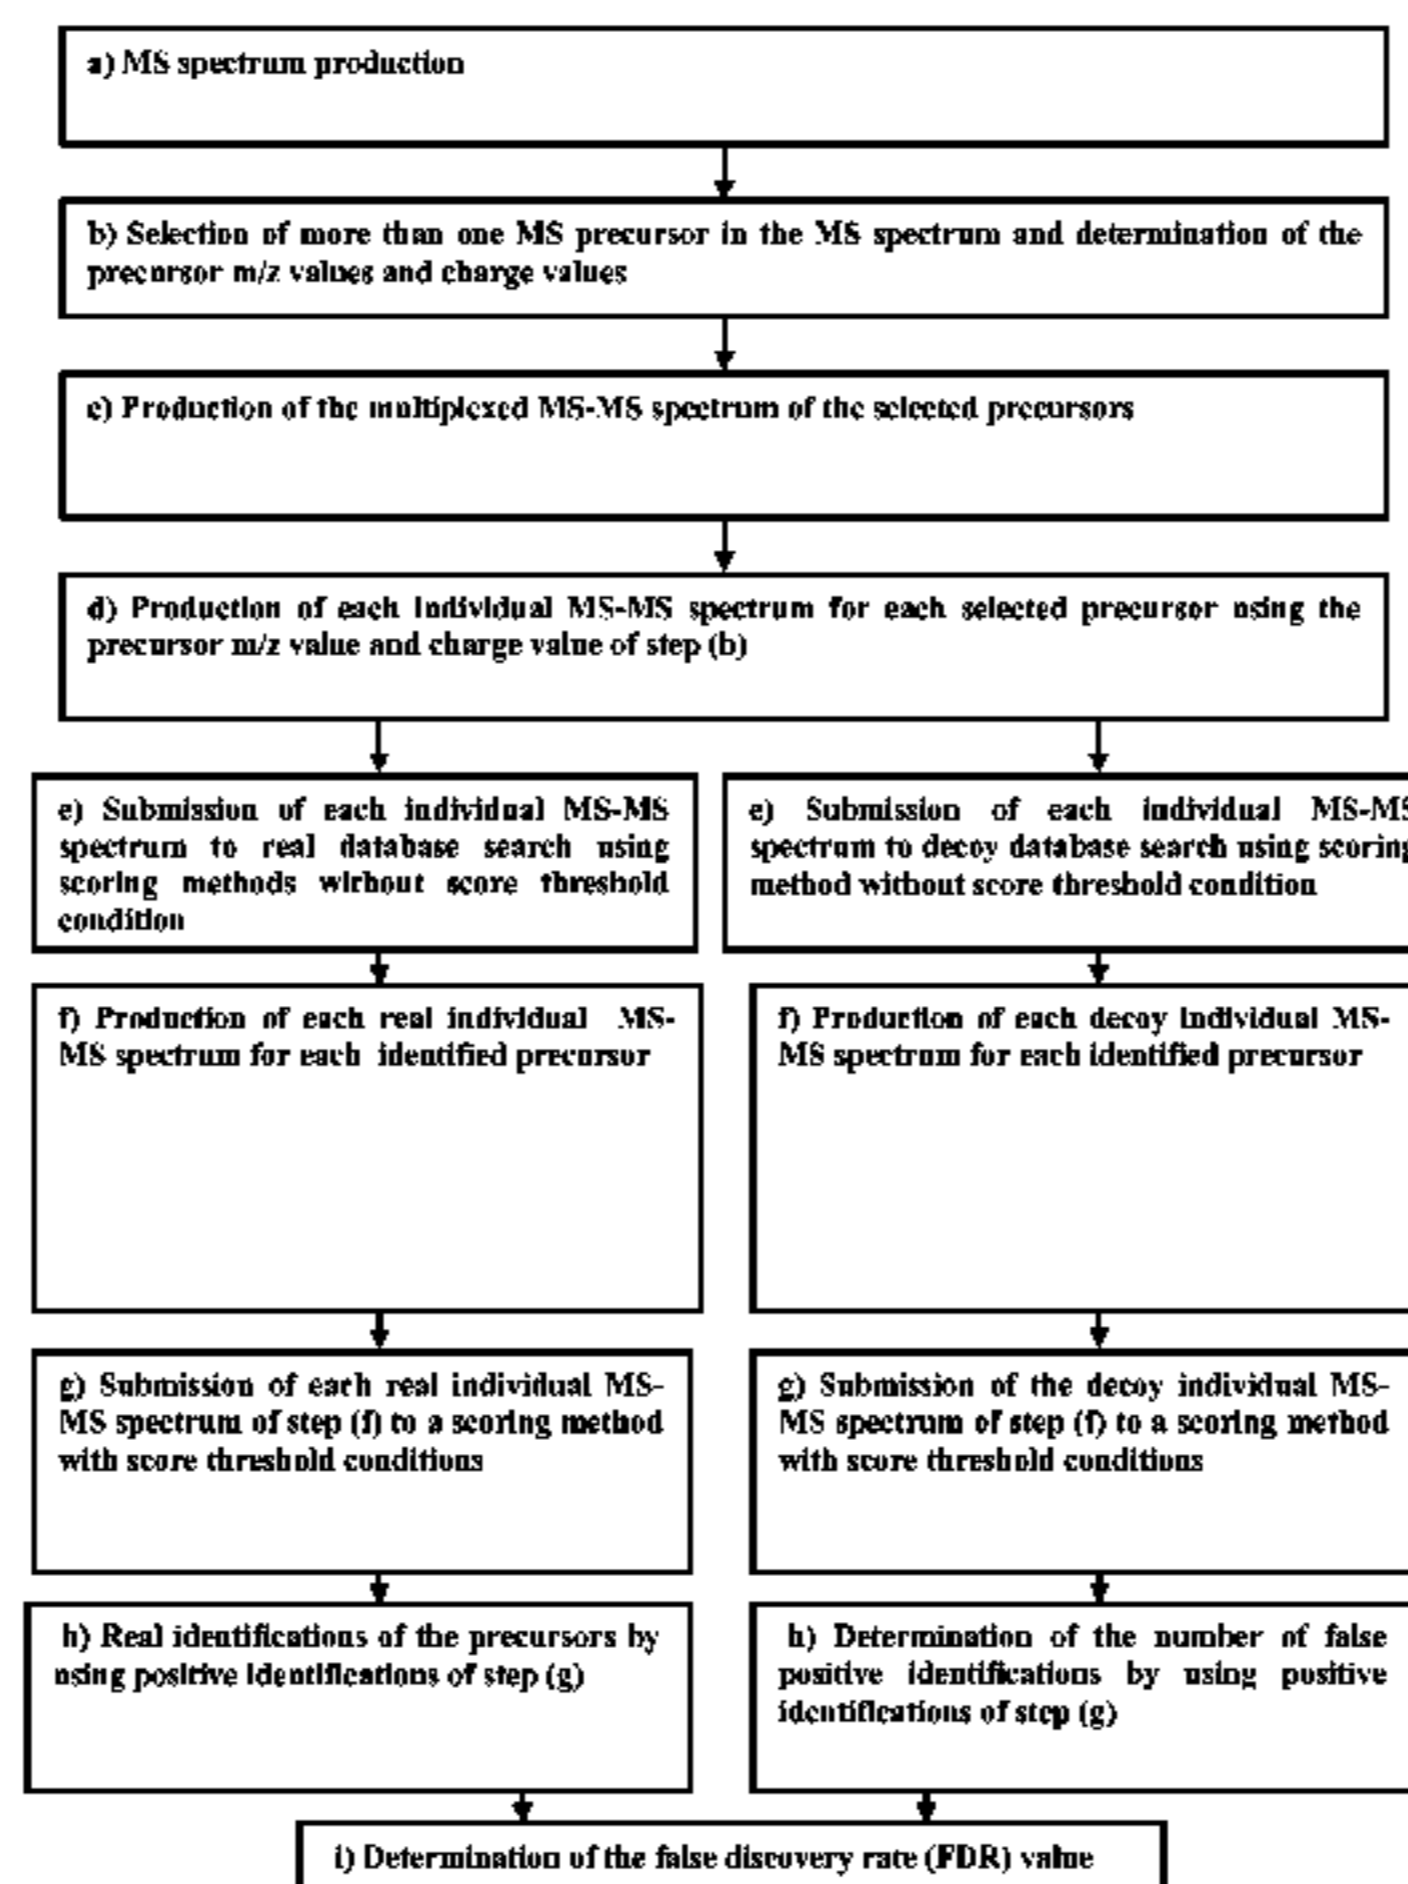 a) MS spectrum production
b) Selection of more than one MS precursor in the MS spectrum and determination of the
precursor m/z values and charge values
c) Production of the multiplexed MS-MS spectrum of the selected precursors
d) Production of each individual MS-MS spectrum for each selected precursor using the
precursor m/z value and charge value of step (b)
e) Submission of each individual MS-MS
spectrum to real database search using
scoring methods without score threshold
condition
e) Submission of each individual MS-MS
spectrum to decoy database search using scoring
method without score threshold condition
f) Production of each real individual MS-
MS spectrum for each identified precursor
f) Production of each decoy individual MS-
MS spectrum for each identified precursor
g) Submission of each real individual MS-
MS spectrum of step (f) to a scoring method
with score threshold conditions
g) Submission of the decoy individual MS-
MS spectrum of step (f) to a scoring method
with score threshold conditions
h) Real identifications of the precursors by
using positive identifications of step (g)
h) Determination of the number of false
positive identifications by using positive
identifications of step (g)
i) Determination of the false discovery rate (FDR) value